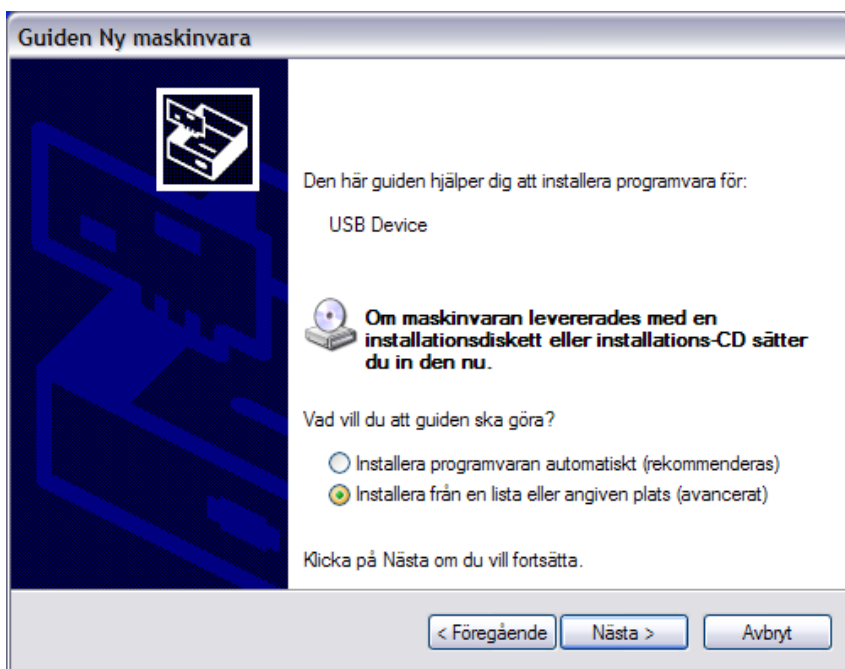 Guiden Ny maskinvara
Den här guiden hjälper dig att installera programvara för:
USB Device
Om maskinvaran levererades med en
installationsdiskett eller installations-CD sätter
du in den nu.
Vad vill du att guiden ska göra?
Installera programvaran automatiskt (rekommenderas)
Installera från en lista eller angiven plats (avancerat)
Klicka på Nästa om du vill fortsätta.
< Föregående Nästa > Avbryt